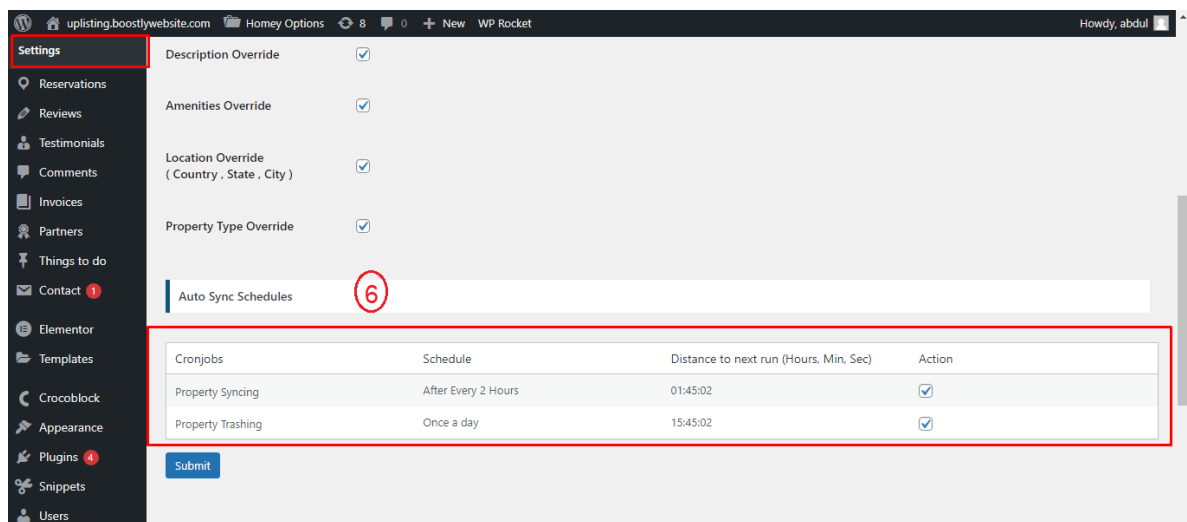 uplisting.boostlywebsite.com Homey Options 8 0 + New WP Rocket Howdy, abdul
Settings
Reservations
Reviews
Testimonials
Comments
Invoices
Partners
Things to do
Contact 1
Elementor
Templates
Crocoblock
Appearance
Plugins 4
Snippets
Users
Description Override
Amenities Override
Location Override
( Country , State , City )
Property Type Override
Auto Sync Schedules 6
Cronjobs Schedule Distance to next run (Hours, Min, Sec) Action
Property Syncing After Every 2 Hours 01:45:02
Property Trashing Once a day 15:45:02
Submit